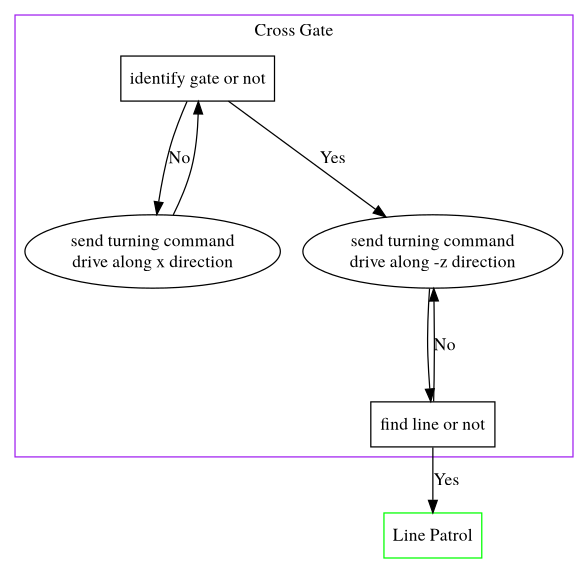 Cross Gate
identify gate or not
No
Yes
send turning command
drive along x direction
send turning command
drive along -z direction
No
find line or not
Yes
Line Patrol